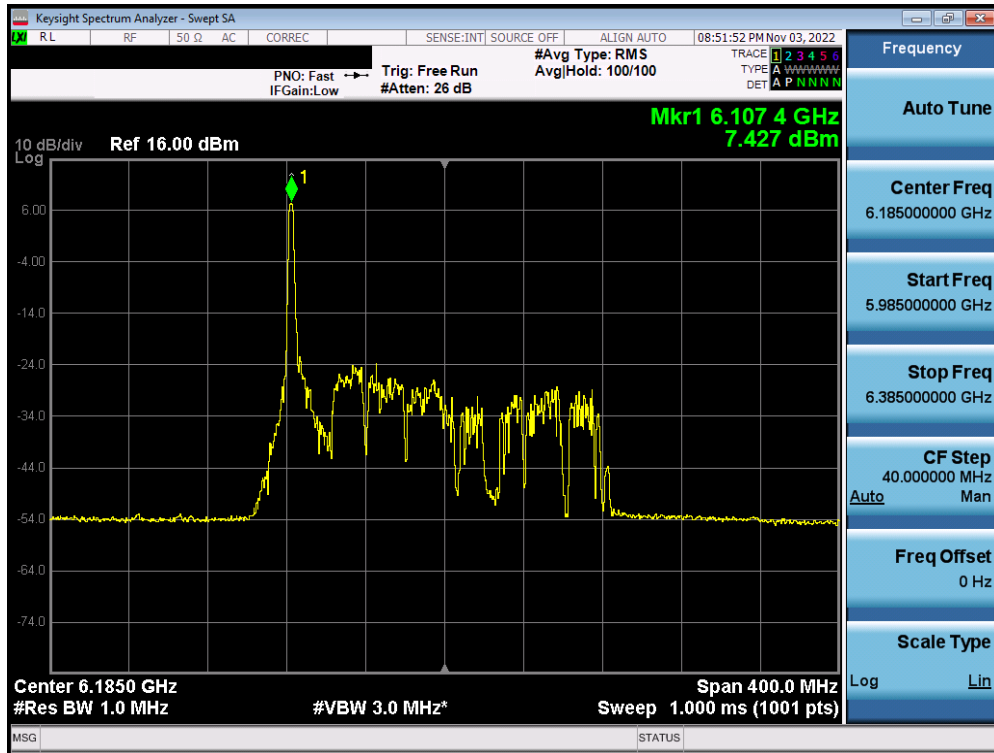 Keysight Spectrum Analyzer - Swept SA
LXI RL RF 50 Ω AC CORREC SENSE:INT SOURCE OFF ALIGN AUTO 08:51:52 PM Nov 03, 2022
PNO: Fast
IFGain:Low
Trig: Free Run
#Atten: 26 dB
#Avg Type: RMS
Avg|Hold: 100/100
TRACE 1 2 3 4 5 6
TYPE A WWWWW
DET A P N N N N
Mkr1 6.107 4 GHz
7.427 dBm
10 dB/div Ref 16.00 dBm
Log
1
6.00
-4.00
-14.0
-24.0
-34.0
-44.0
-54.0
-64.0
-74.0
Center 6.1850 GHz Span 400.0 MHz
#Res BW 1.0 MHz #VBW 3.0 MHz* Sweep 1.000 ms (1001 pts)
MSG STATUS
Frequency
Auto Tune
Center Freq
6.185000000 GHz
Start Freq
5.985000000 GHz
Stop Freq
6.385000000 GHz
CF Step
40.000000 MHz
Auto Man
Freq Offset
0 Hz
Scale Type
Log Lin